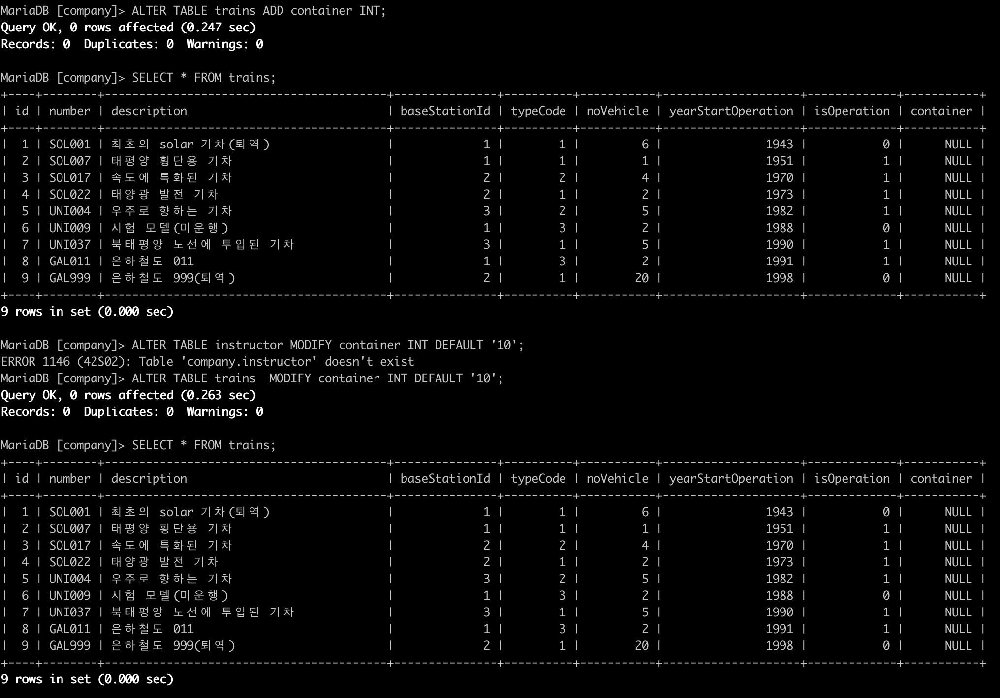 MariaDB [company]> ALTER TABLE trains ADD container INT;
Query OK, 0 rows affected (0.247 sec)
Records: 0  Duplicates: 0  Warnings: 0
MariaDB [company]> SELECT * FROM trains;
+----+--------+-----------------------------------------+---------------+----------+-----------+--------------------+-------------+-----------+
| id | number | description                             | baseStationId | typeCode | noVehicle | yearStartOperation | isOperation | container |
+----+--------+-----------------------------------------+---------------+----------+-----------+--------------------+-------------+-----------+
|  1 | SOL001 | 최초의 solar 기차(퇴역) | 1 | 1 | 6 | 1943 | 0 | NULL |
|  2 | SOL007 | 태평양 횡단용 기차 | 1 | 1 | 1 | 1951 | 1 | NULL |
|  3 | SOL017 | 속도에 특화된 기차 | 2 | 2 | 4 | 1970 | 1 | NULL |
|  4 | SOL022 | 태양광 발전 기차 | 2 | 1 | 2 | 1973 | 1 | NULL |
|  5 | UNI004 | 우주로 향하는 기차 | 3 | 2 | 5 | 1982 | 1 | NULL |
|  6 | UNI009 | 시험 모델(미운행) | 1 | 3 | 2 | 1988 | 0 | NULL |
|  7 | UNI037 | 북태평양 노선에 투입된 기차 | 3 | 1 | 5 | 1990 | 1 | NULL |
|  8 | GAL011 | 은하철도 011 | 1 | 3 | 2 | 1991 | 1 | NULL |
|  9 | GAL999 | 은하철도 999(퇴역) | 2 | 1 | 20 | 1998 | 0 | NULL |
+----+--------+-----------------------------------------+---------------+----------+-----------+--------------------+-------------+-----------+
9 rows in set (0.000 sec)
MariaDB [company]> ALTER TABLE instructor MODIFY container INT DEFAULT '10';
ERROR 1146 (42S02): Table 'company.instructor' doesn't exist
MariaDB [company]> ALTER TABLE trains  MODIFY container INT DEFAULT '10';
Query OK, 0 rows affected (0.263 sec)
Records: 0  Duplicates: 0  Warnings: 0
MariaDB [company]> SELECT * FROM trains;
+----+--------+-----------------------------------------+---------------+----------+-----------+--------------------+-------------+-----------+
| id | number | description                             | baseStationId | typeCode | noVehicle | yearStartOperation | isOperation | container |
+----+--------+-----------------------------------------+---------------+----------+-----------+--------------------+-------------+-----------+
|  1 | SOL001 | 최초의 solar 기차(퇴역) | 1 | 1 | 6 | 1943 | 0 | NULL |
|  2 | SOL007 | 태평양 횡단용 기차 | 1 | 1 | 1 | 1951 | 1 | NULL |
|  3 | SOL017 | 속도에 특화된 기차 | 2 | 2 | 4 | 1970 | 1 | NULL |
|  4 | SOL022 | 태양광 발전 기차 | 2 | 1 | 2 | 1973 | 1 | NULL |
|  5 | UNI004 | 우주로 향하는 기차 | 3 | 2 | 5 | 1982 | 1 | NULL |
|  6 | UNI009 | 시험 모델(미운행) | 1 | 3 | 2 | 1988 | 0 | NULL |
|  7 | UNI037 | 북태평양 노선에 투입된 기차 | 3 | 1 | 5 | 1990 | 1 | NULL |
|  8 | GAL011 | 은하철도 011 | 1 | 3 | 2 | 1991 | 1 | NULL |
|  9 | GAL999 | 은하철도 999(퇴역) | 2 | 1 | 20 | 1998 | 0 | NULL |
+----+--------+-----------------------------------------+---------------+----------+-----------+--------------------+-------------+-----------+
9 rows in set (0.000 sec)